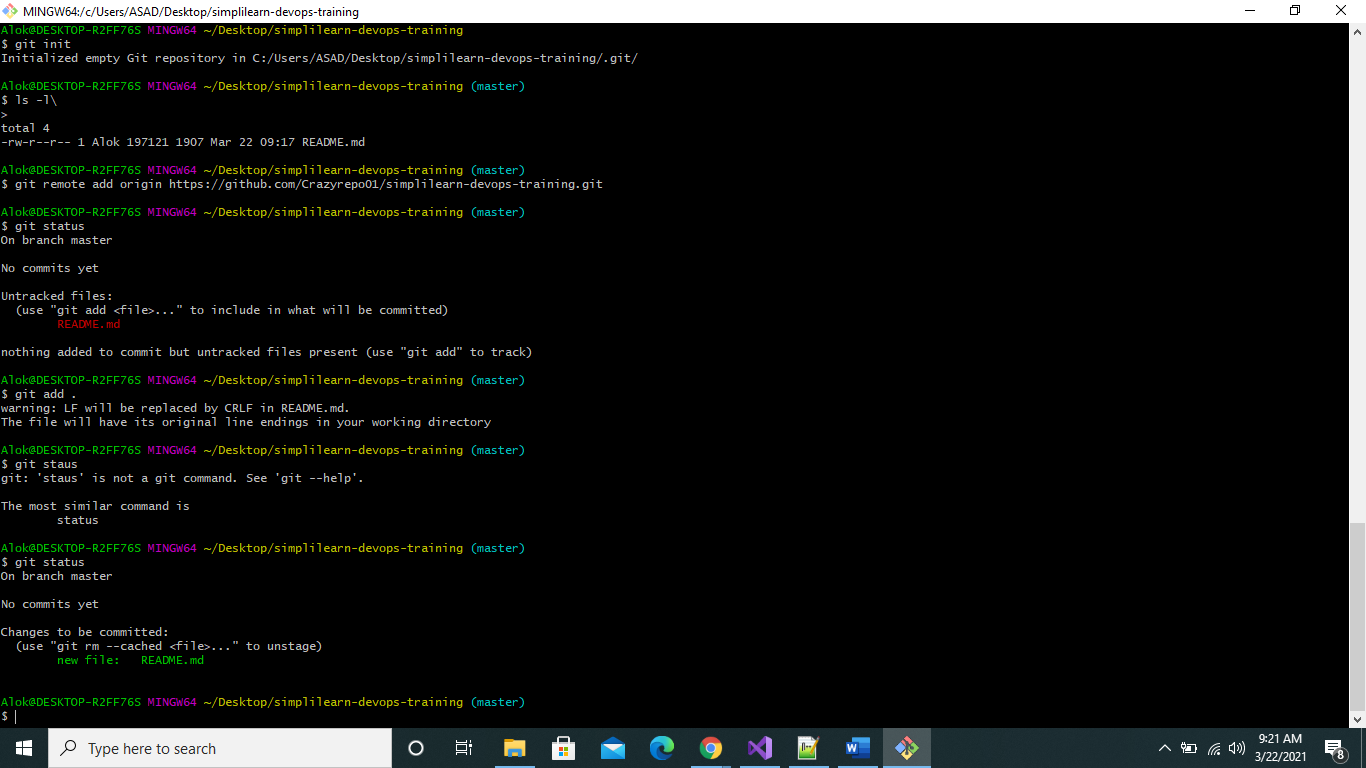 MINGW64:/c/Users/ASAD/Desktop/simplilearn-devops-training
Alok@DESKTOP-R2FF76S MINGW64 ~/Desktop/simplilearn-devops-training
$ git init
Initialized empty Git repository in C:/Users/ASAD/Desktop/simplilearn-devops-training/.git/
Alok@DESKTOP-R2FF76S MINGW64 ~/Desktop/simplilearn-devops-training (master)
$ ls -l\
>
total 4
-rw-r--r-- 1 Alok 197121 1907 Mar 22 09:17 README.md
Alok@DESKTOP-R2FF76S MINGW64 ~/Desktop/simplilearn-devops-training (master)
$ git remote add origin https://github.com/Crazyrepo01/simplilearn-devops-training.git
Alok@DESKTOP-R2FF76S MINGW64 ~/Desktop/simplilearn-devops-training (master)
$ git status
On branch master
No commits yet
Untracked files:
  (use "git add <file>..." to include in what will be committed)
        README.md
nothing added to commit but untracked files present (use "git add" to track)
Alok@DESKTOP-R2FF76S MINGW64 ~/Desktop/simplilearn-devops-training (master)
$ git add .
warning: LF will be replaced by CRLF in README.md.
The file will have its original line endings in your working directory
Alok@DESKTOP-R2FF76S MINGW64 ~/Desktop/simplilearn-devops-training (master)
$ git staus
git: 'staus' is not a git command. See 'git --help'.
The most similar command is
        status
Alok@DESKTOP-R2FF76S MINGW64 ~/Desktop/simplilearn-devops-training (master)
$ git status
On branch master
No commits yet
Changes to be committed:
  (use "git rm --cached <file>..." to unstage)
        new file:   README.md
Alok@DESKTOP-R2FF76S MINGW64 ~/Desktop/simplilearn-devops-training (master)
$
Type here to search
9:21 AM
3/22/2021
8